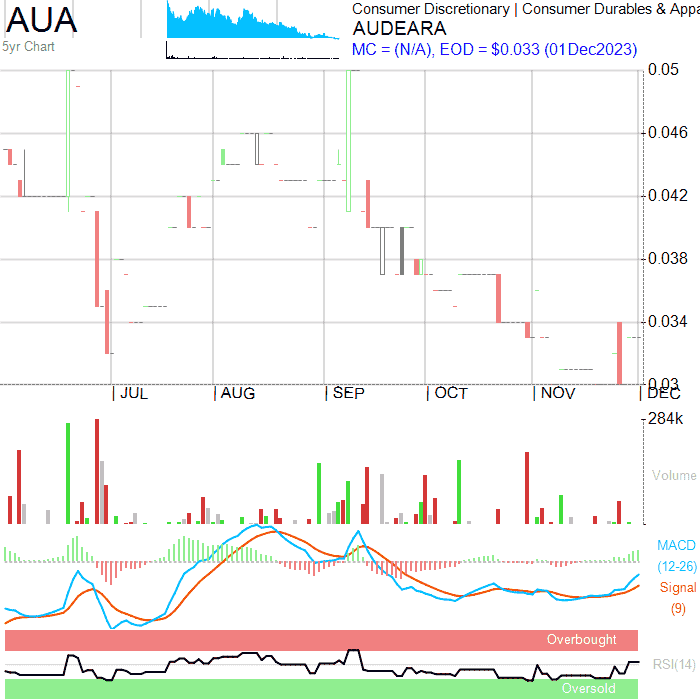 AUA
5yr Chart
Consumer Discretionary | Consumer Durables & Appa
AUDEARA
MC = (N/A), EOD = $0.033 (01Dec2023)
0.05
0.046
0.042
0.038
0.034
0.03
| JUL | AUG | SEP | OCT | NOV | DEC
284k
Volume
MACD
(12-26)
Signal
(9)
Overbought
RSI(14)
Oversold